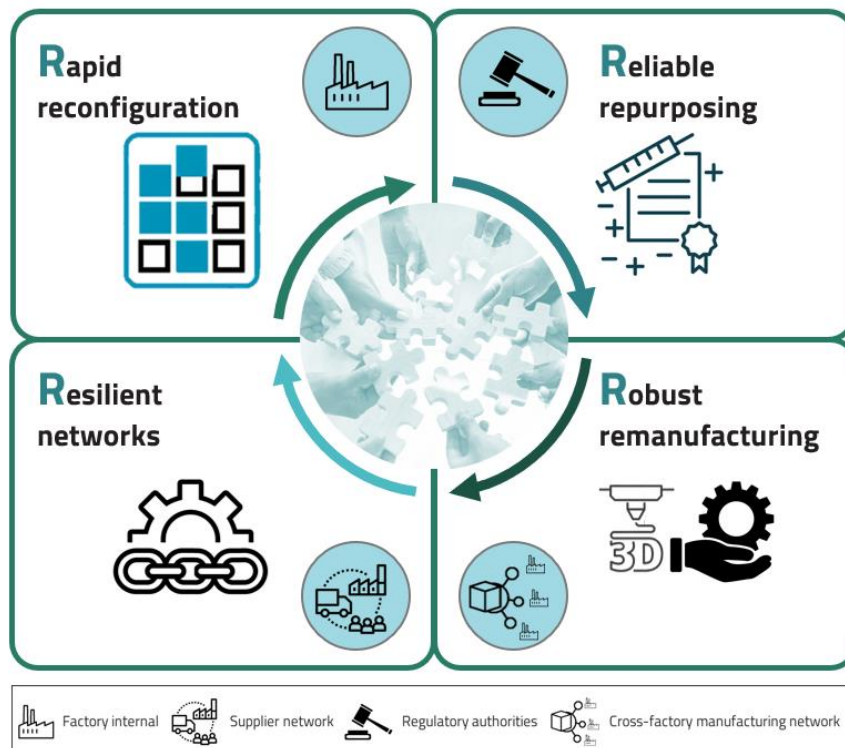 Rapid
reconfiguration
Reliable
repurposing
Resilient
networks
Robust
remanufacturing
3D
Factory internal
Supplier network
Regulatory authorities
Cross-factory manufacturing network